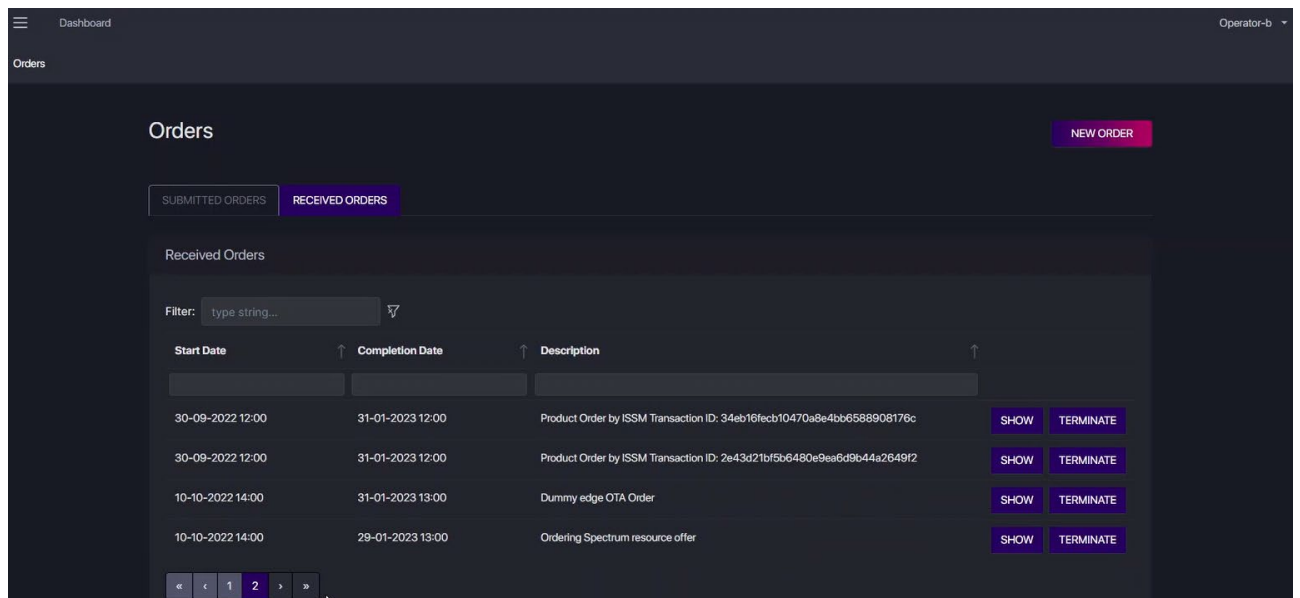 Dashboard Operator-b
Orders
Orders NEW ORDER
SUBMITTED ORDERS RECEIVED ORDERS
Received Orders
Filter: type string...
Start Date Completion Date Description
30-09-2022 12:00 31-01-2023 12:00 Product Order by ISSM Transaction ID: 34eb16fecb10470a8e4bb6588908176c SHOW TERMINATE
30-09-2022 12:00 31-01-2023 12:00 Product Order by ISSM Transaction ID: 2e43d21bf5b6480e9ea6d9b44a2649f2 SHOW TERMINATE
10-10-2022 14:00 31-01-2023 13:00 Dummy edge OTA Order SHOW TERMINATE
10-10-2022 14:00 29-01-2023 13:00 Ordering Spectrum resource offer SHOW TERMINATE
« ‹ 1 2 › »